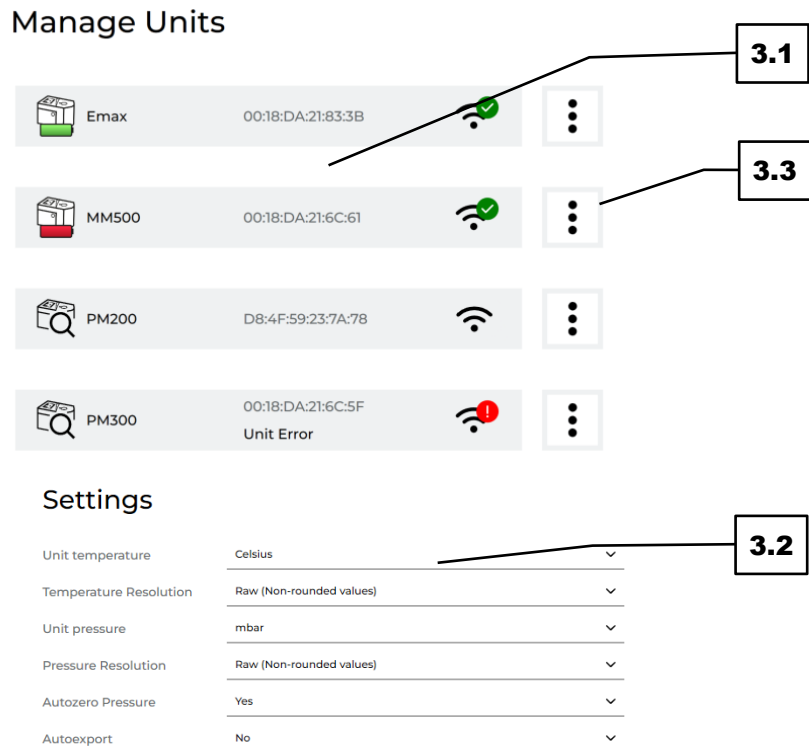 Manage Units
3.1
Emax 00:18:DA:21:83:3B
3.3
MM500 00:18:DA:21:6C:61
PM200 D8:4F:59:23:7A:78
PM300 00:18:DA:21:6C:5F
Unit Error
Settings
3.2
Unit temperature Celsius
Temperature Resolution Raw (Non-rounded values)
Unit pressure mbar
Pressure Resolution Raw (Non-rounded values)
Autozero Pressure Yes
Autoexport No